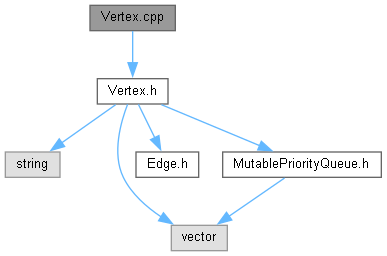 Vertex.cpp
Vertex.h
string
Edge.h
MutablePriorityQueue.h
vector